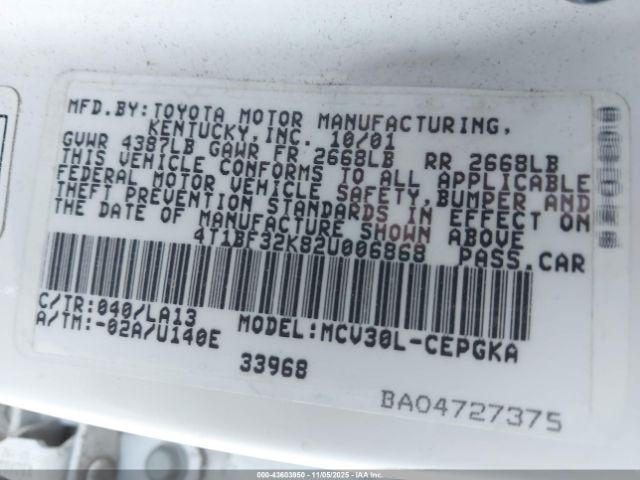 MFD.BY:TOYOTA MOTOR MANUFACTURING,
KENTUCKY,INC. 10/01
GVWR 4387LB GAWR FR 2668LB RR 2668LB
THIS VEHICLE CONFORMS TO ALL APPLICABLE
FEDERAL MOTOR VEHICLE SAFETY,BUMPER AND
THEFT PREVENTION STANDARDS IN EFFECT ON
THE DATE OF MANUFACTURE SHOWN ABOVE
4T1BF32K82U006868 PASS.CAR
C/TR:040/LA13 MODEL:MCV30L-CEPGKA
A/TM:-02A/U140E
33968
BA04727375
000-43603950 - 11/05/2025 - IAA Inc.